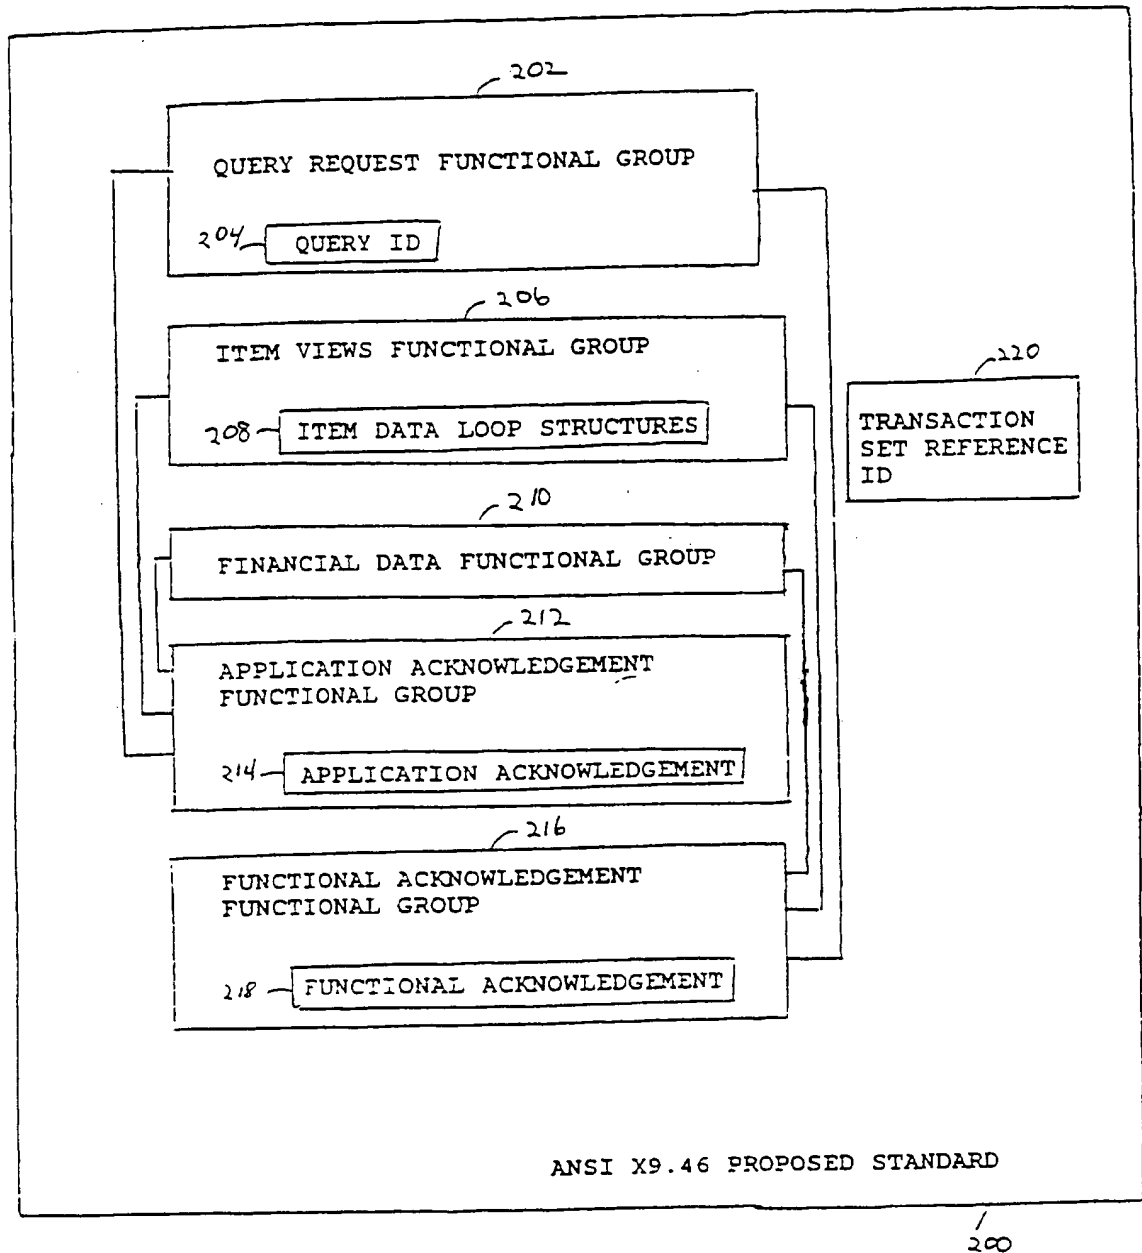 202
QUERY REQUEST FUNCTIONAL GROUP
204 QUERY ID
206
ITEM VIEWS FUNCTIONAL GROUP
208 ITEM DATA LOOP STRUCTURES
220
TRANSACTION
SET REFERENCE
ID
210
FINANCIAL DATA FUNCTIONAL GROUP
212
APPLICATION ACKNOWLEDGEMENT
FUNCTIONAL GROUP
214 APPLICATION ACKNOWLEDGEMENT
216
FUNCTIONAL ACKNOWLEDGEMENT
FUNCTIONAL GROUP
218 FUNCTIONAL ACKNOWLEDGEMENT
ANSI X9.46 PROPOSED STANDARD
200